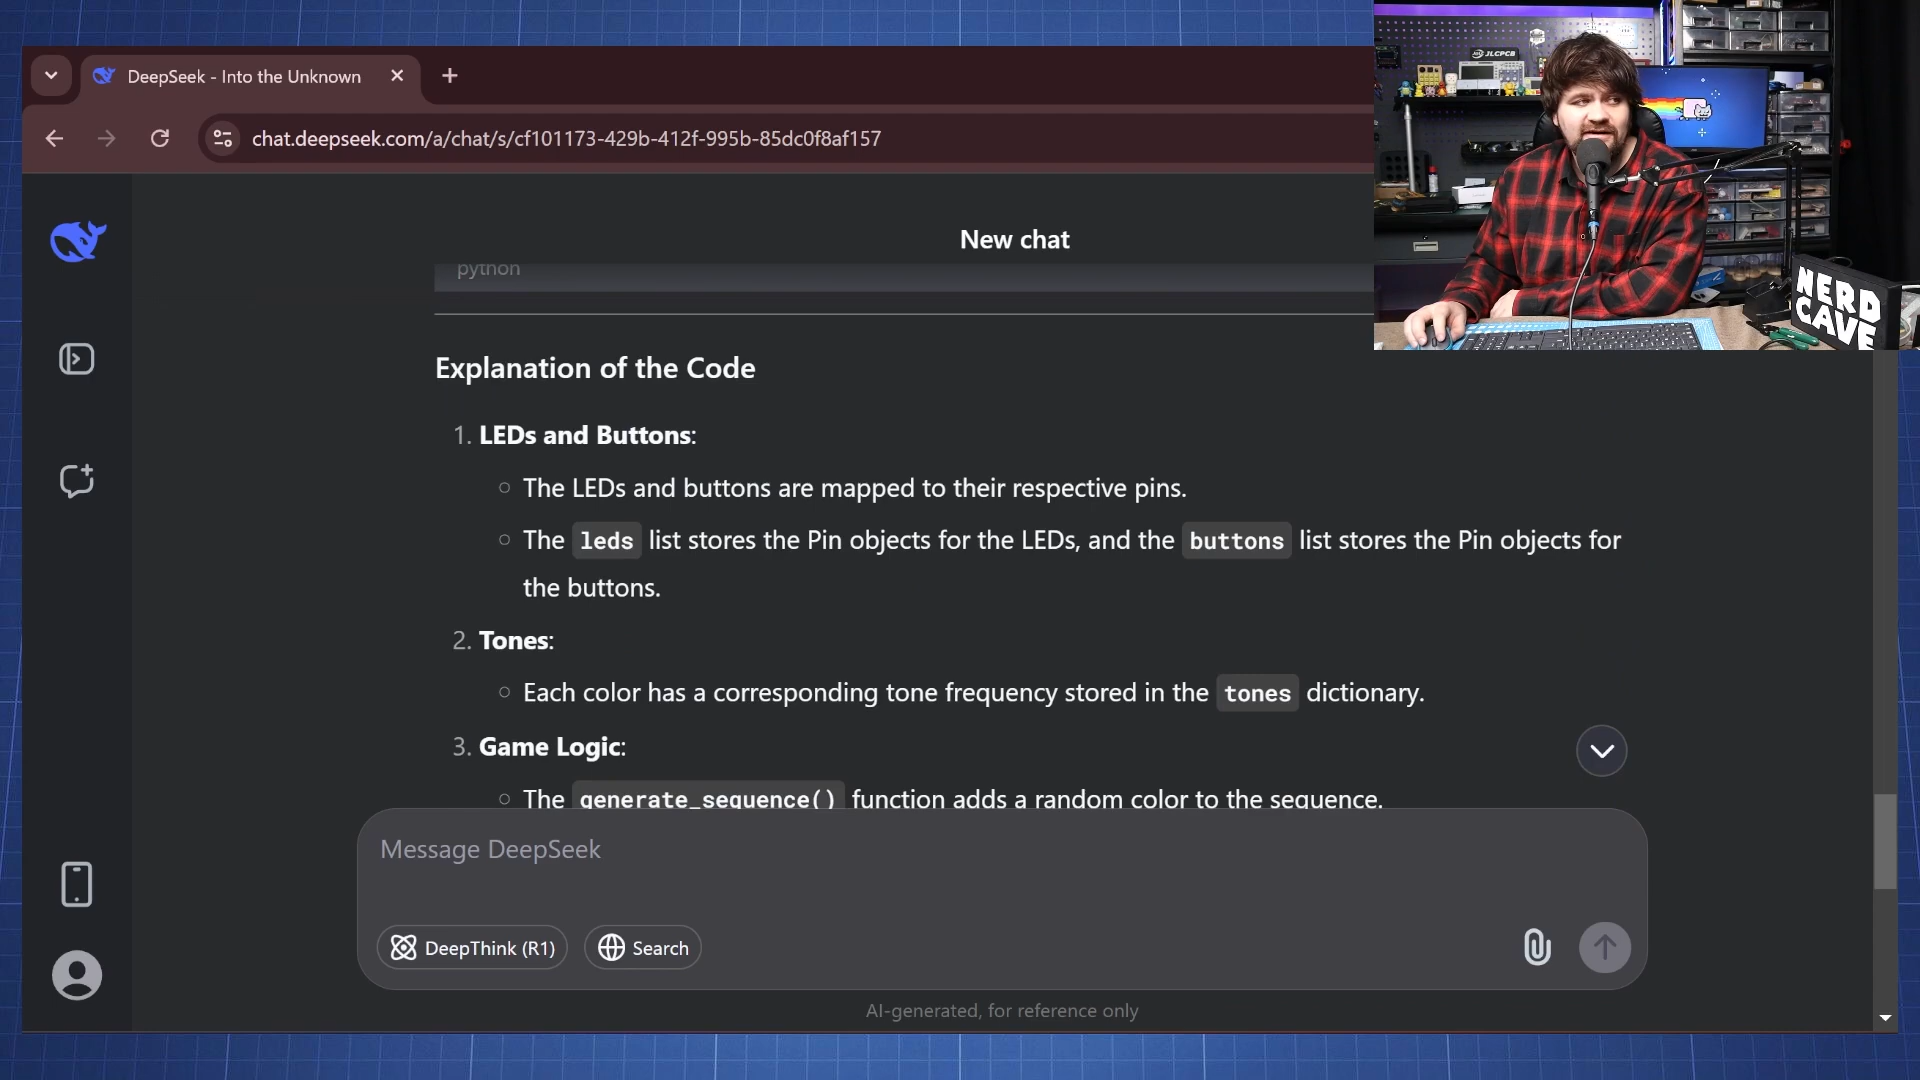 DeepSeek - Into the Unknown
chat.deepseek.com/a/chat/s/cf101173-429b-412f-995b-85dc0f8af157
JLCPCB
NERD
CAVE
New chat
python
Explanation of the Code
1. LEDs and Buttons:
○ The LEDs and buttons are mapped to their respective pins.
○ The leds list stores the Pin objects for the LEDs, and the buttons list stores the Pin objects for
the buttons.
2. Tones:
○ Each color has a corresponding tone frequency stored in the tones dictionary.
3. Game Logic:
○ The generate_sequence() function adds a random color to the sequence.
Message DeepSeek
DeepThink (R1)
Search
AI-generated, for reference only